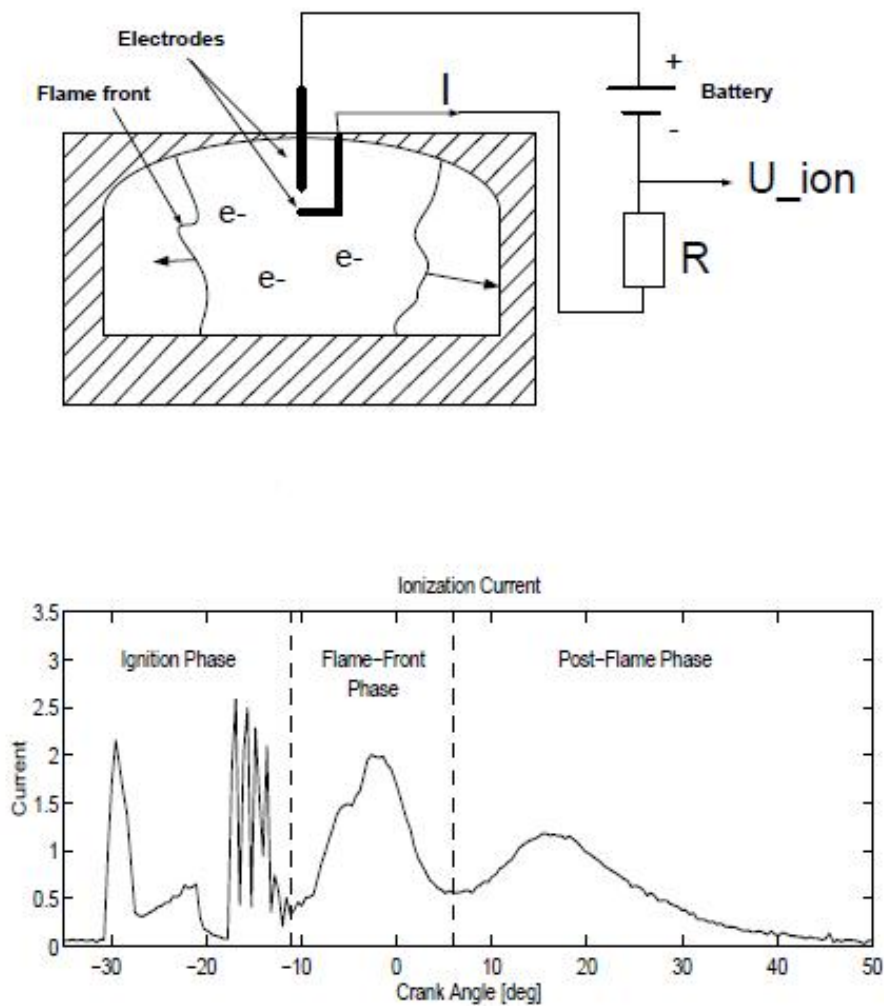 Electrodes
Flame front
I
+
Battery
-
U_ion
R
e-
e-
e-
Ionization Current
3.5
3
2.5
2
1.5
1
0.5
0
Ignition Phase
Flame-Front
Phase
Post-Flame Phase
Current
-30
-20
-10
0
10
20
30
40
50
Crank Angle [deg]